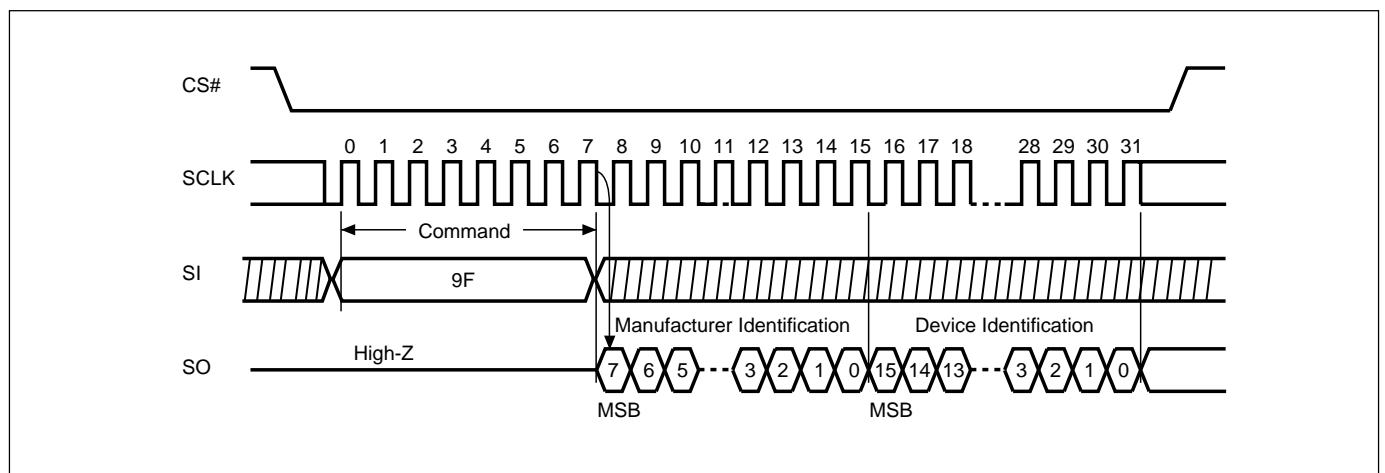 CS#
0 1 2 3 4 5 6 7 8 9 10 11 12 13 14 15 16 17 18 28 29 30 31
SCLK
Command
SI
9F
Manufacturer Identification Device Identification
High-Z
SO
7 6 5 3 2 1 0 15 14 13 3 2 1 0
MSB MSB